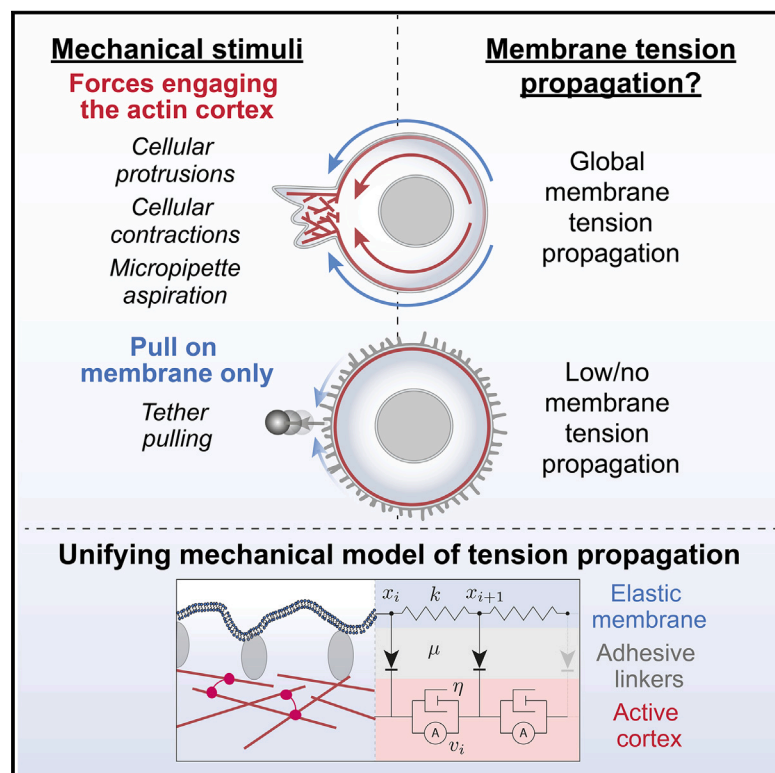 Mechanical stimuli
Forces engaging
the actin cortex
Cellular
protrusions
Cellular
contractions
Micropipette
aspiration
Membrane tension
propagation?
Global
membrane
tension
propagation
Pull on
membrane only
Tether
pulling
Low/no
membrane
tension
propagation
Unifying mechanical model of tension propagation
x_i k x_{i+1}
μ
η
A A
v_i
Elastic
membrane
Adhesive
linkers
Active
cortex